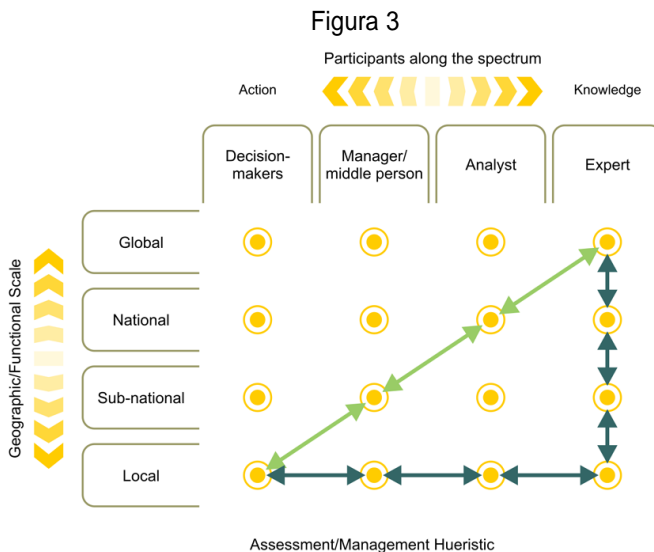 Figura 3
Participants along the spectrum
Action
Knowledge
Decision-
makers
Manager/
middle person
Analyst
Expert
Geographic/Functional Scale
Global
National
Sub-national
Local
Assessment/Management Hueristic